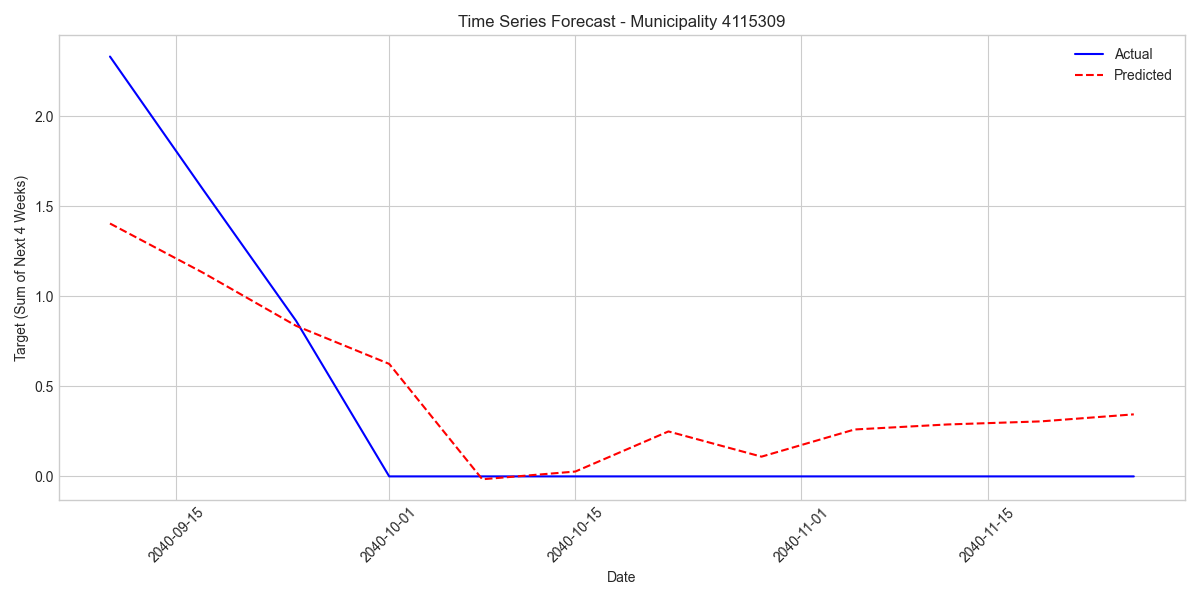 Time Series Forecast - Municipality 4115309
Actual
Predicted
Target (Sum of Next 4 Weeks)
2.0
1.5
1.0
0.5
0.0
2040-09-15
2040-10-01
2040-10-15
2040-11-01
2040-11-15
Date